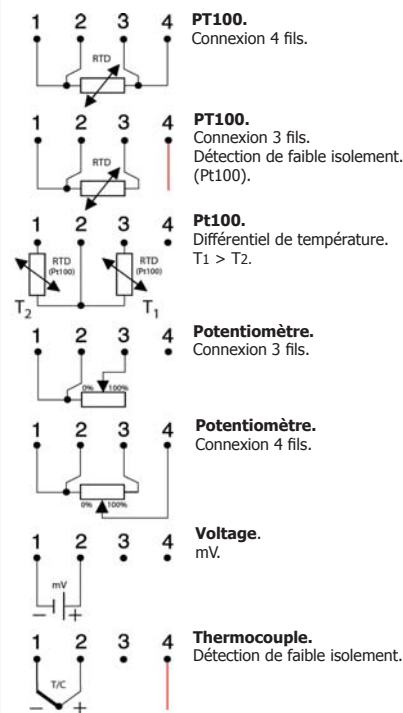 1 2 3 4
PT100.
Connexion 4 fils.
RTD
1 2 3 4
PT100.
Connexion 3 fils.
Détection de faible isolement.
(Pt100).
RTD
1 2 3 4
Pt100.
Différentiel de température.
T1 > T2.
RTD
(Pt100)
RTD
(Pt100)
T2
T1
1 2 3 4
Potentiomètre.
Connexion 3 fils.
0% 100%
1 2 3 4
Potentiomètre.
Connexion 4 fils.
0% 100%
1 2 3 4
Voltage.
mV.
mV
− +
1 2 3 4
Thermocouple.
Détection de faible isolement.
T/C
− +